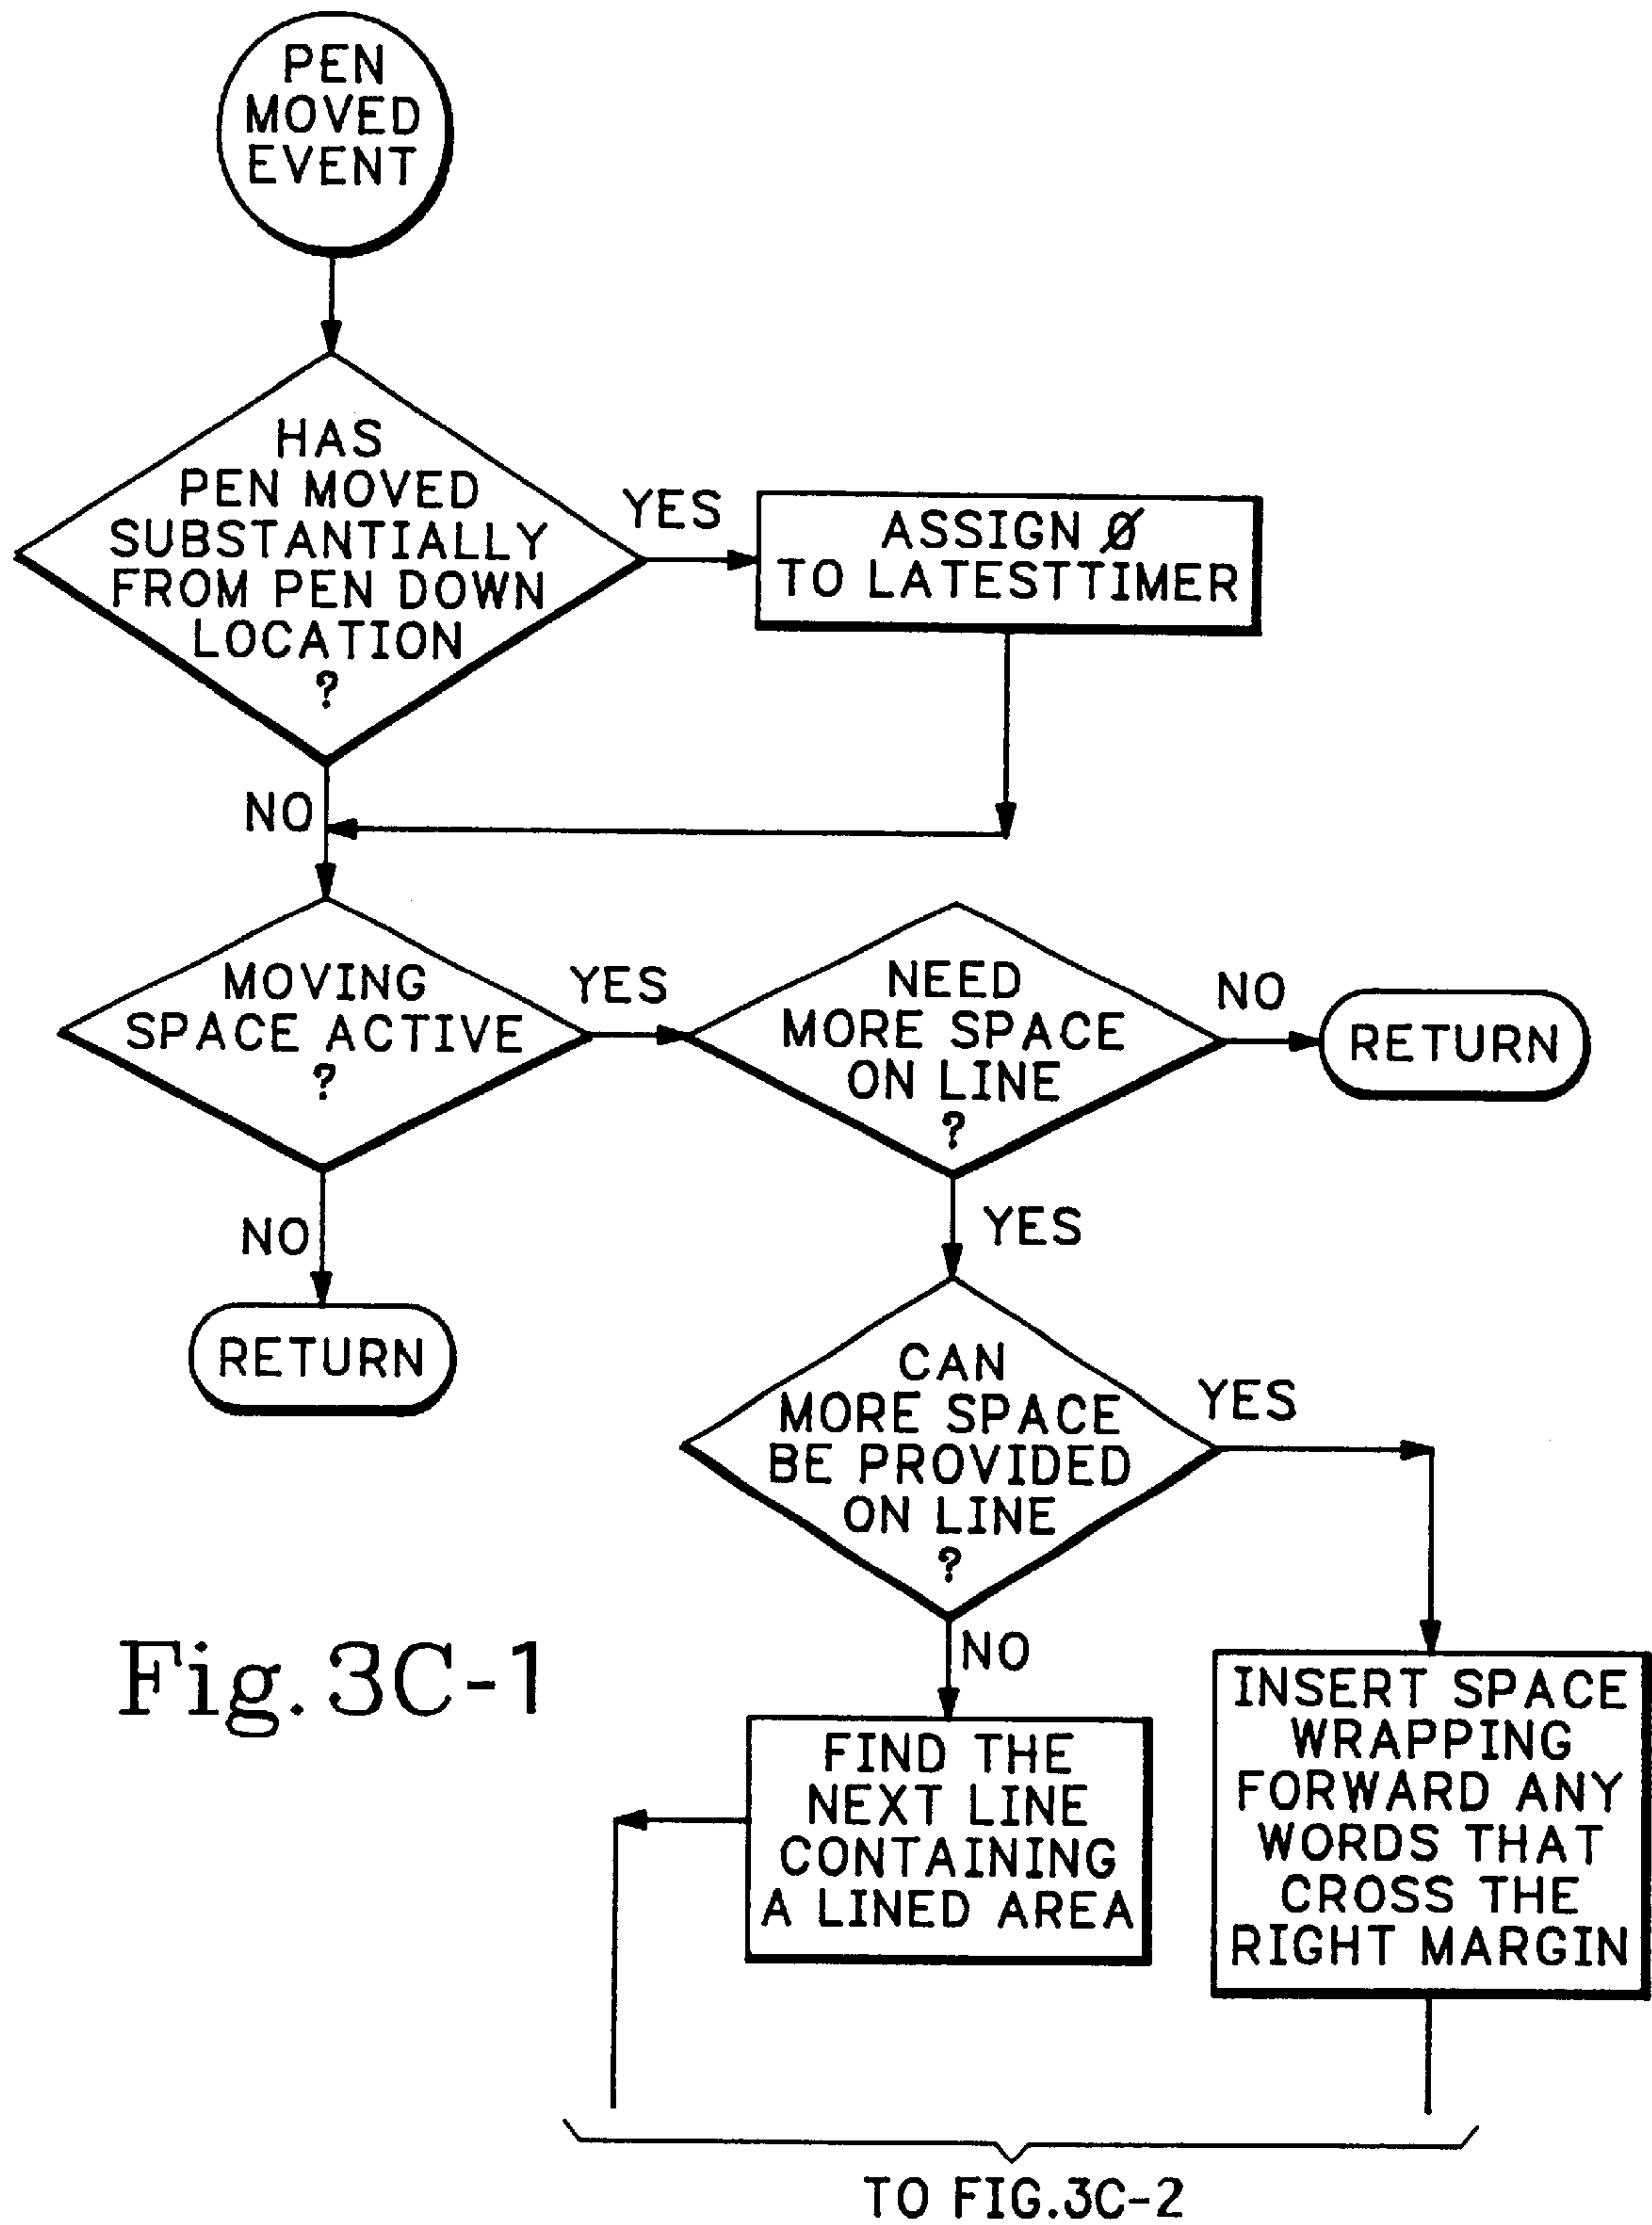 PEN
MOVED
EVENT
HAS
PEN MOVED
SUBSTANTIALLY
FROM PEN DOWN
LOCATION
?
YES
ASSIGN Ø
TO LATESTTIMER
NO
MOVING
SPACE ACTIVE
?
YES
NEED
MORE SPACE
ON LINE
?
NO
RETURN
NO
RETURN
YES
CAN
MORE SPACE
BE PROVIDED
ON LINE
?
YES
NO
Fig. 3C-1
FIND THE
NEXT LINE
CONTAINING
A LINED AREA
INSERT SPACE
WRAPPING
FORWARD ANY
WORDS THAT
CROSS THE
RIGHT MARGIN
TO FIG.3C-2